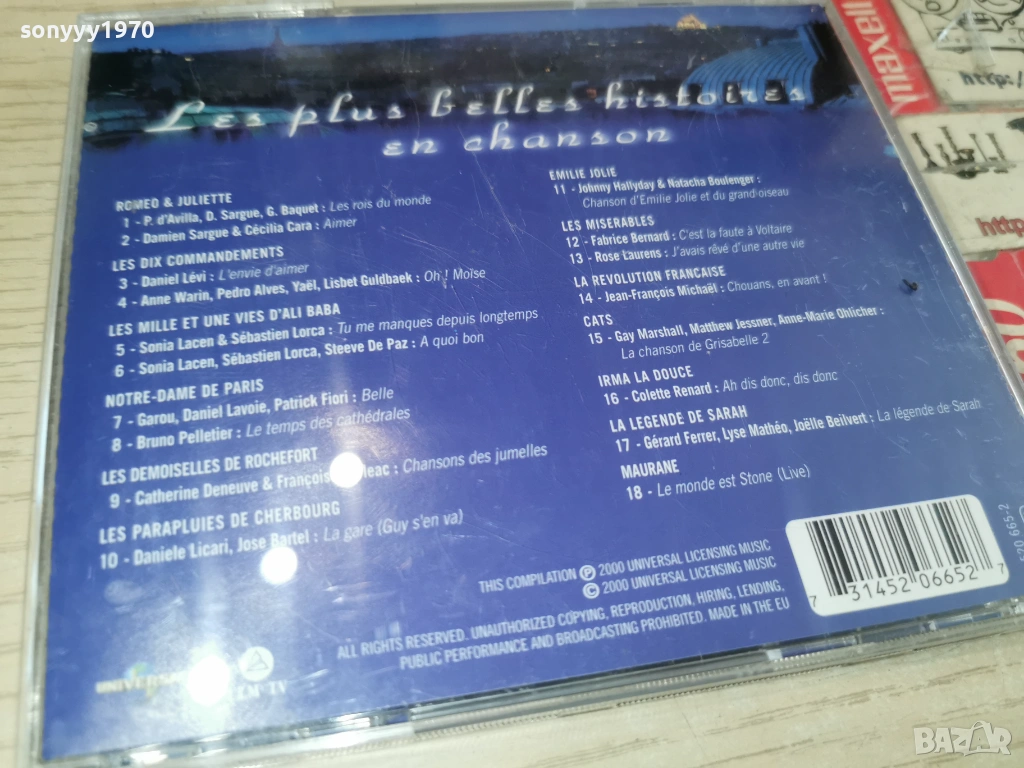 sonyyy1970
Les plus belles histoires
en chanson
ROMEO & JULIETTE
1 - P. d'Avilla, D. Sargue, G. Baquet : Les rois du monde
2 - Damien Sargue & Cécilia Cara : Aimer
LES DIX COMMANDEMENTS
3 - Daniel Lévi : L'envie d'aimer
4 - Anne Warin, Pedro Alves, Yaël, Lisbet Guldbaek : Oh ! Moïse
LES MILLE ET UNE VIES D'ALI BABA
5 - Sonia Lacen & Sébastien Lorca : Tu me manques depuis longtemps
6 - Sonia Lacen, Sébastien Lorca, Steeve De Paz : A quoi bon
NOTRE-DAME DE PARIS
7 - Garou, Daniel Lavoie, Patrick Fiori : Belle
8 - Bruno Pelletier : Le temps des cathédrales
LES DEMOISELLES DE ROCHEFORT
9 - Catherine Deneuve & François leac : Chansons des jumelles
LES PARAPLUIES DE CHERBOURG
10 - Daniele Licari, Jose Bartel : La gare (Guy s'en va)
EMILIE JOLIE
11 - Johnny Hallyday & Natacha Boulenger :
Chanson d'Emilie Jolie et du grand oiseau
LES MISERABLES
12 - Fabrice Bernard : C'est la faute à Voltaire
13 - Rose Laurens : J'avais rêvé d'une autre vie
LA REVOLUTION FRANCAISE
14 - Jean-François Michaël : Chouans, en avant !
CATS
15 - Gay Marshall, Matthew Jessner, Anne-Marie Ohlicher :
La chanson de Grisabelle 2
IRMA LA DOUCE
16 - Colette Renard : Ah dis donc, dis donc
LA LEGENDE DE SARAH
17 - Gérard Ferrer, Lyse Mathéo, Joëlle Beilvert : La légende de Sarah
MAURANE
18 - Le monde est Stone (Live)
THIS COMPILATION ℗ 2000 UNIVERSAL LICENSING MUSIC
© 2000 UNIVERSAL LICENSING MUSIC
ALL RIGHTS RESERVED. UNAUTHORIZED COPYING, REPRODUCTION, HIRING, LENDING,
PUBLIC PERFORMANCE AND BROADCASTING PROHIBITED. MADE IN THE EU
7 31452 06652 7
520 665-2
maxell
http:/
http
BAZAR